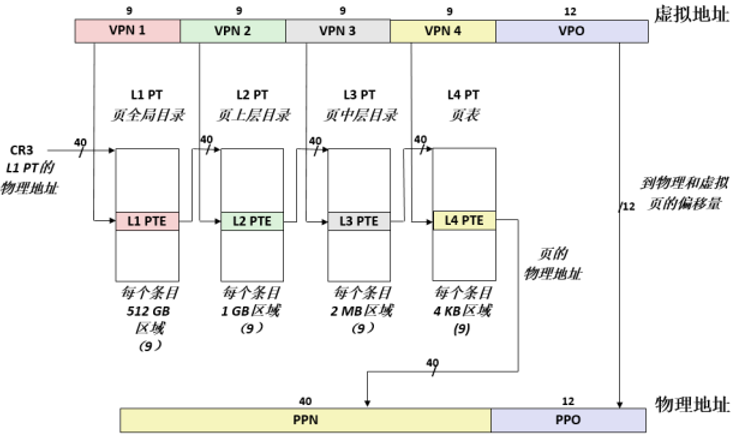 9 9 9 9 12 虚拟地址
VPN 1 VPN 2 VPN 3 VPN 4 VPO
L1 PT L2 PT L3 PT L4 PT
页全局目录 页上层目录 页中层目录 页表
CR3 40 40 40 40
L1 PT的
物理地址
到物理和虚拟
页的偏移量
/12
L1 PTE L2 PTE L3 PTE L4 PTE
页的
物理地址
每个条目 每个条目 每个条目 每个条目
512 GB 1 GB区域 2 MB区域 4 KB区域
区域 (9) (9) (9)
(9)
40
40 12 物理地址
PPN PPO